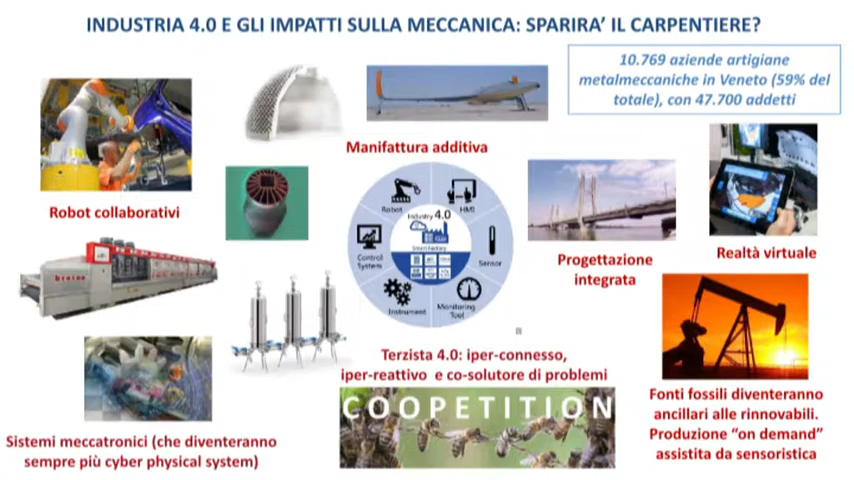 INDUSTRIA 4.0 E GLI IMPATTI SULLA MECCANICA: SPARIRA' IL CARPENTIERE?
10.769 aziende artigiane
metalmeccaniche in Veneto (59% del
totale), con 47.700 addetti
Manifattura additiva
Robot collaborativi
Robot
HMI
Industry 4.0
Smart Factory
Control
System
Sensor
Instrument
Monitoring
Tool
Progettazione
integrata
Realtà virtuale
Terzista 4.0: iper-connesso,
iper-reattivo e co-solutore di problemi
COOPETITION
Fonti fossili diventeranno
ancillari alle rinnovabili.
Produzione "on demand"
assistita da sensoristica
Sistemi meccatronici (che diventeranno
sempre più cyber physical system)